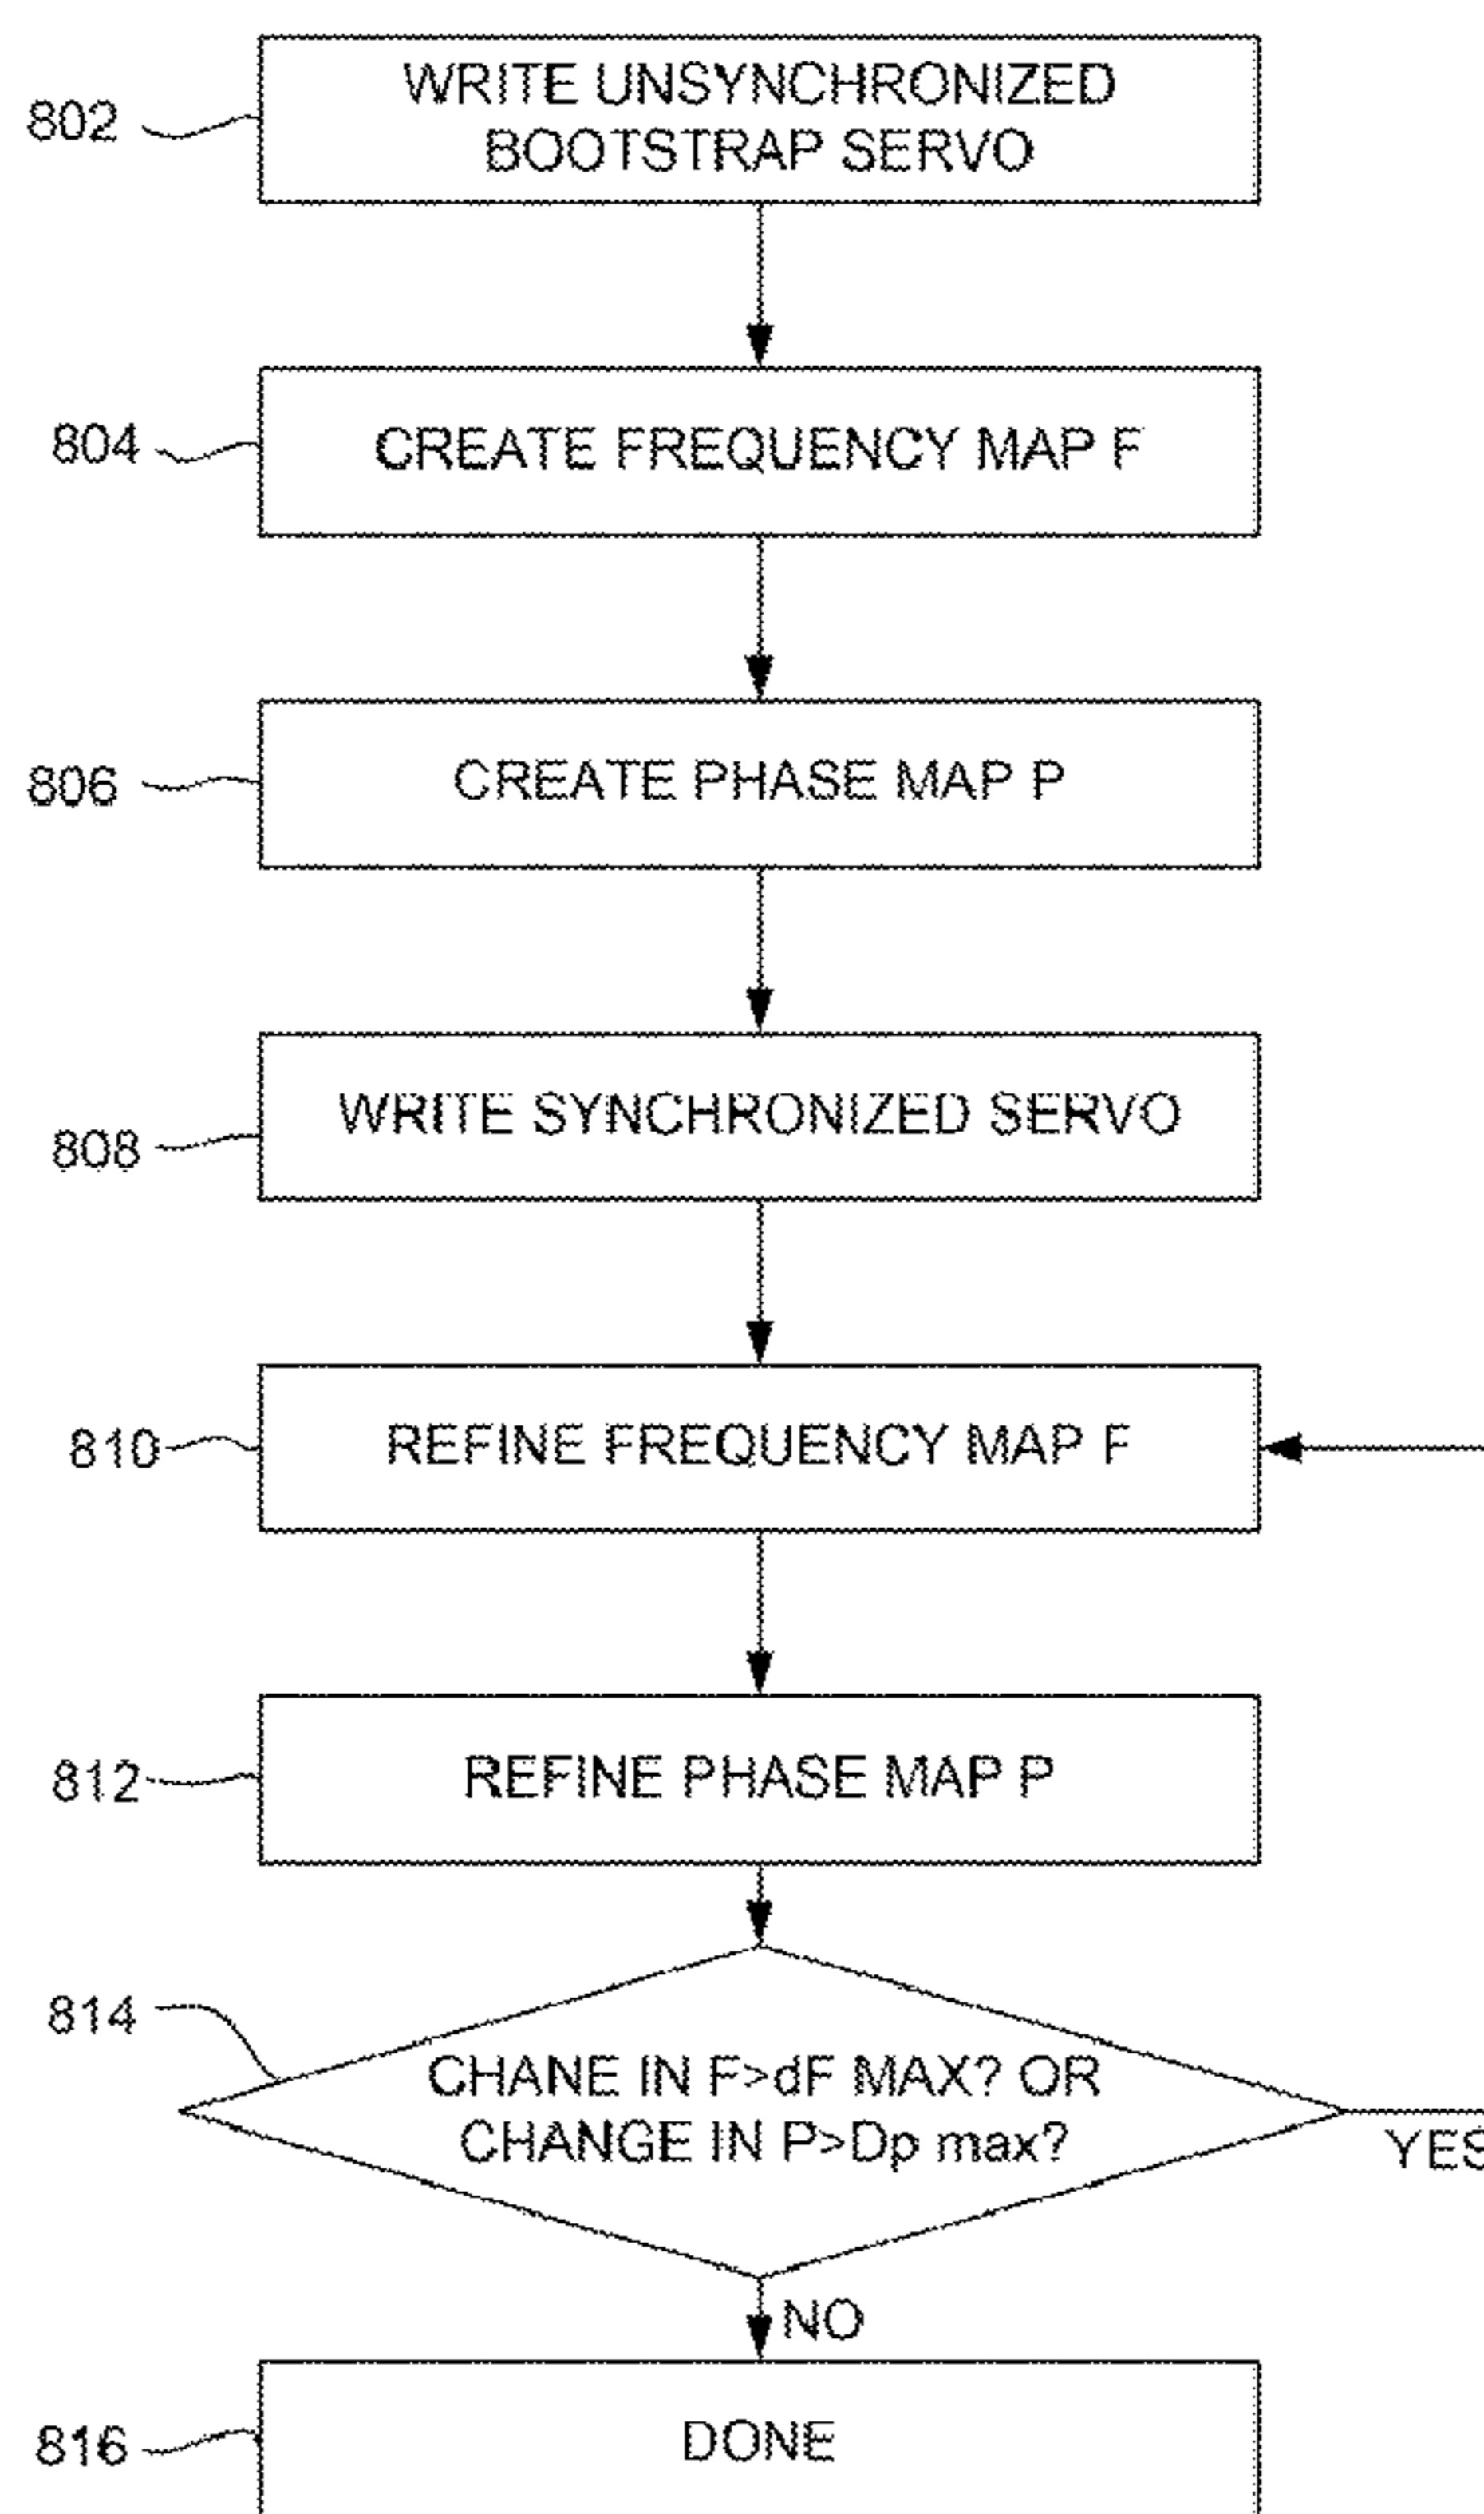 802
WRITE UNSYNCHRONIZED
BOOTSTRAP SERVO
804
CREATE FREQUENCY MAP F
806
CREATE PHASE MAP P
808
WRITE SYNCHRONIZED SERVO
810
REFINE FREQUENCY MAP F
812
REFINE PHASE MAP P
814
CHANE IN F>dF MAX? OR
CHANGE IN P>Dp max?
YES
NO
816
DONE